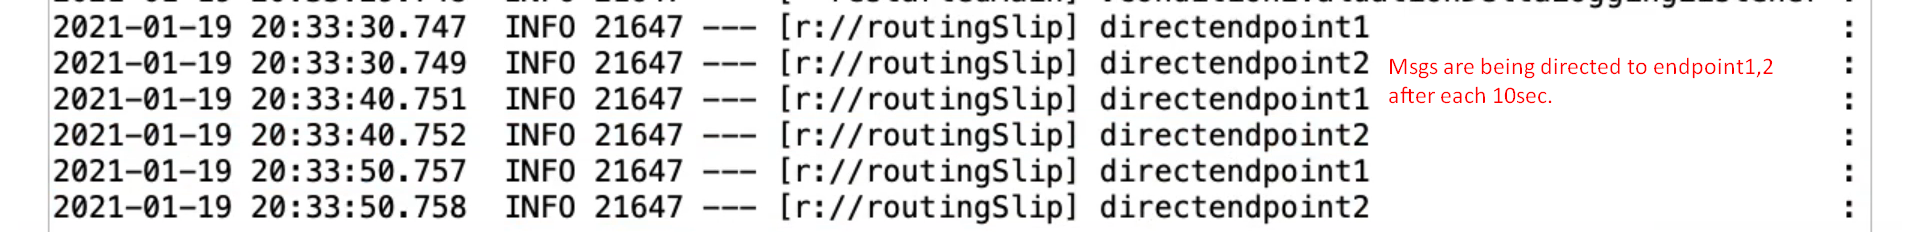 2021-01-19 20:33:30.747 INFO 21647 --- [r://routingSlip] directendpoint1 :
2021-01-19 20:33:30.749 INFO 21647 --- [r://routingSlip] directendpoint2 :
Msgs are being directed to endpoint1,2
after each 10sec.
2021-01-19 20:33:40.751 INFO 21647 --- [r://routingSlip] directendpoint1 :
2021-01-19 20:33:40.752 INFO 21647 --- [r://routingSlip] directendpoint2 :
2021-01-19 20:33:50.757 INFO 21647 --- [r://routingSlip] directendpoint1 :
2021-01-19 20:33:50.758 INFO 21647 --- [r://routingSlip] directendpoint2 :